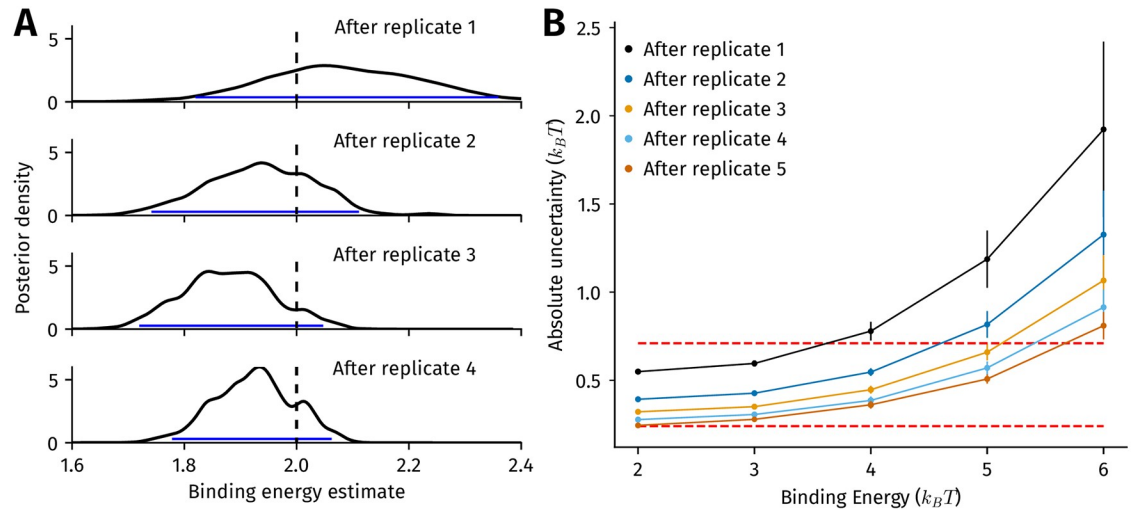 A
After replicate 1
5
0
After replicate 2
5
0
After replicate 3
5
0
After replicate 4
5
0
1.6 1.8 2.0 2.2 2.4
Binding energy estimate
Posterior density
B
2.5
2.0
1.5
1.0
0.5
Absolute uncertainty (k_BT)
After replicate 1
After replicate 2
After replicate 3
After replicate 4
After replicate 5
2 3 4 5 6
Binding Energy (k_BT)